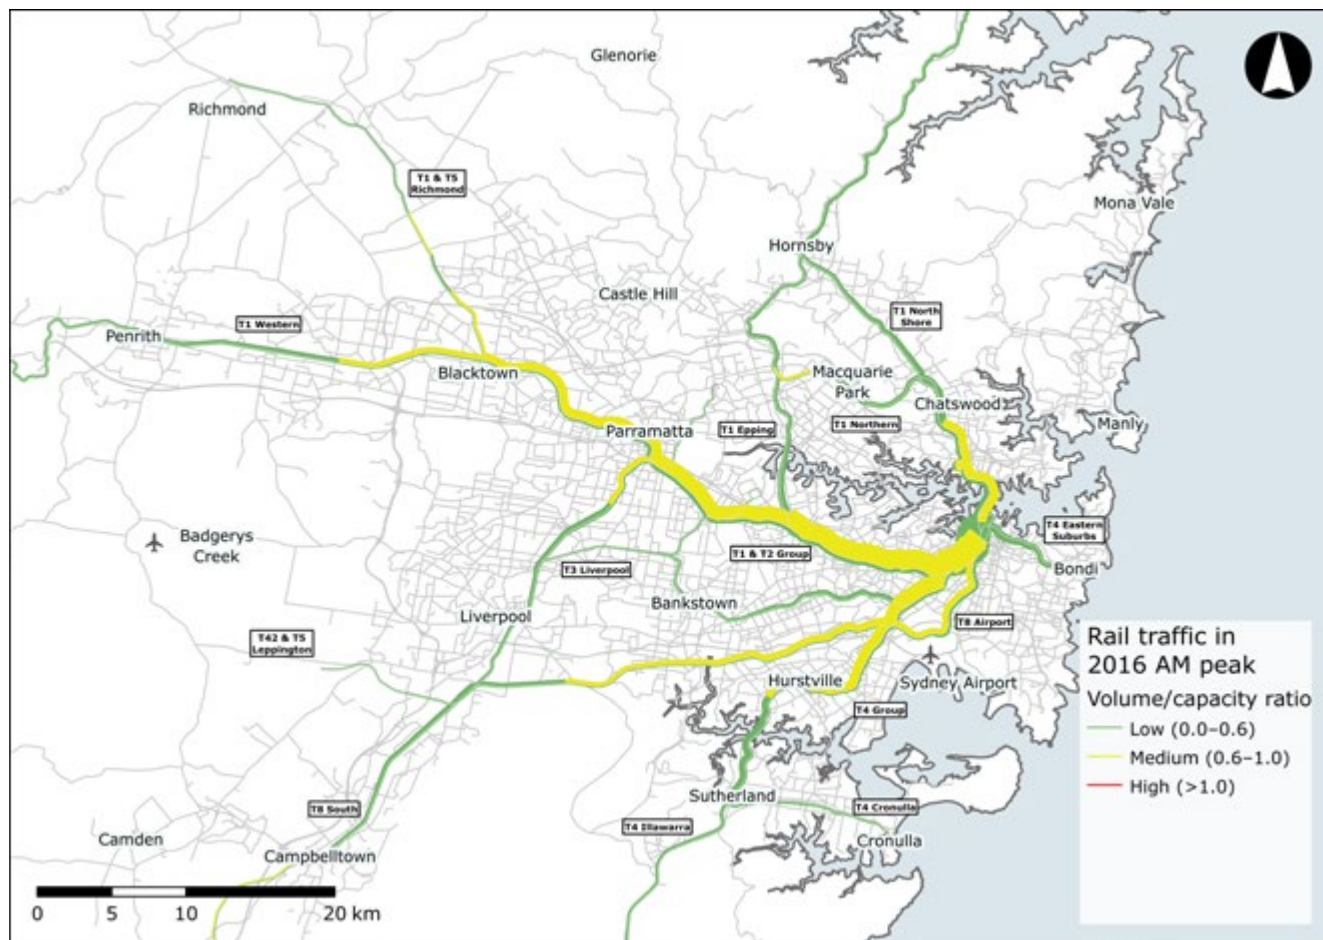 Glenorie
Richmond
T1 & T5
Richmond
Mona Vale
Hornsby
Castle Hill
T1 North
Shore
T1 Western
Penrith
Blacktown
Macquarie
Park
Chatswood
Parramatta
T1 Epping
T1 Northern
Manly
Badgerys
Creek
T4 Eastern
Suburbs
T1 & T2 Group
T3 Liverpool
Bondi
Bankstown
Liverpool
T8 Airport
T42 & T5
Leppington
Hurstville
Sydney Airport
T4 Group
Sutherland
T8 South
T4 Illawarra
T4 Cronulla
Cronulla
Camden
Campbelltown
0 5 10 20 km
Rail traffic in
2016 AM peak
Volume/capacity ratio
Low (0.0–0.6)
Medium (0.6–1.0)
High (>1.0)